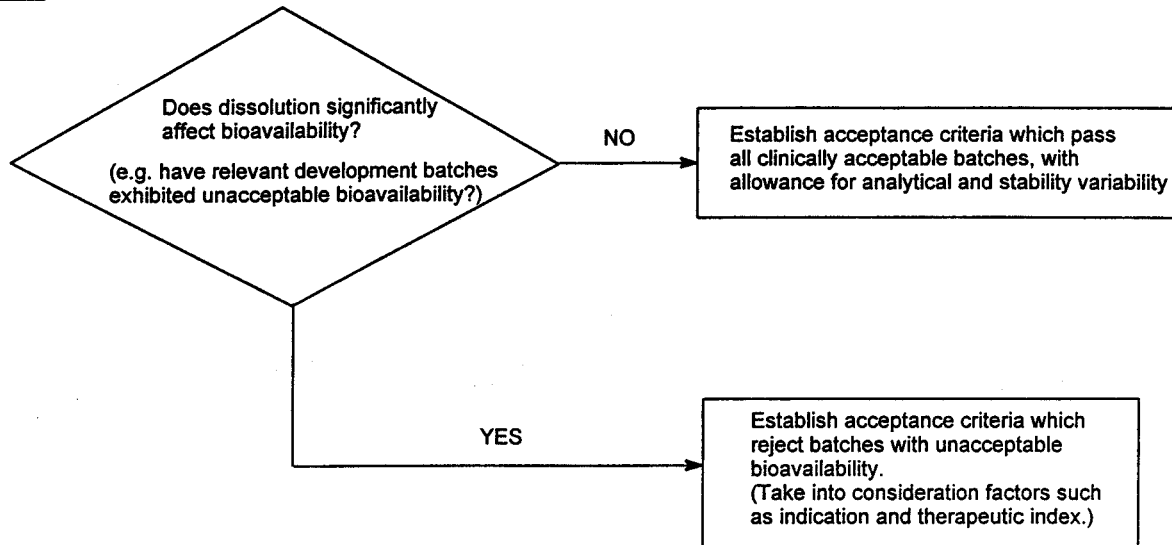 Does dissolution significantly
affect bioavailability?
(e.g. have relevant development batches
exhibited unacceptable bioavailability?)
NO
Establish acceptance criteria which pass
all clinically acceptable batches, with
allowance for analytical and stability variability
YES
Establish acceptance criteria which
reject batches with unacceptable
bioavailability.
(Take into consideration factors such
as indication and therapeutic index.)